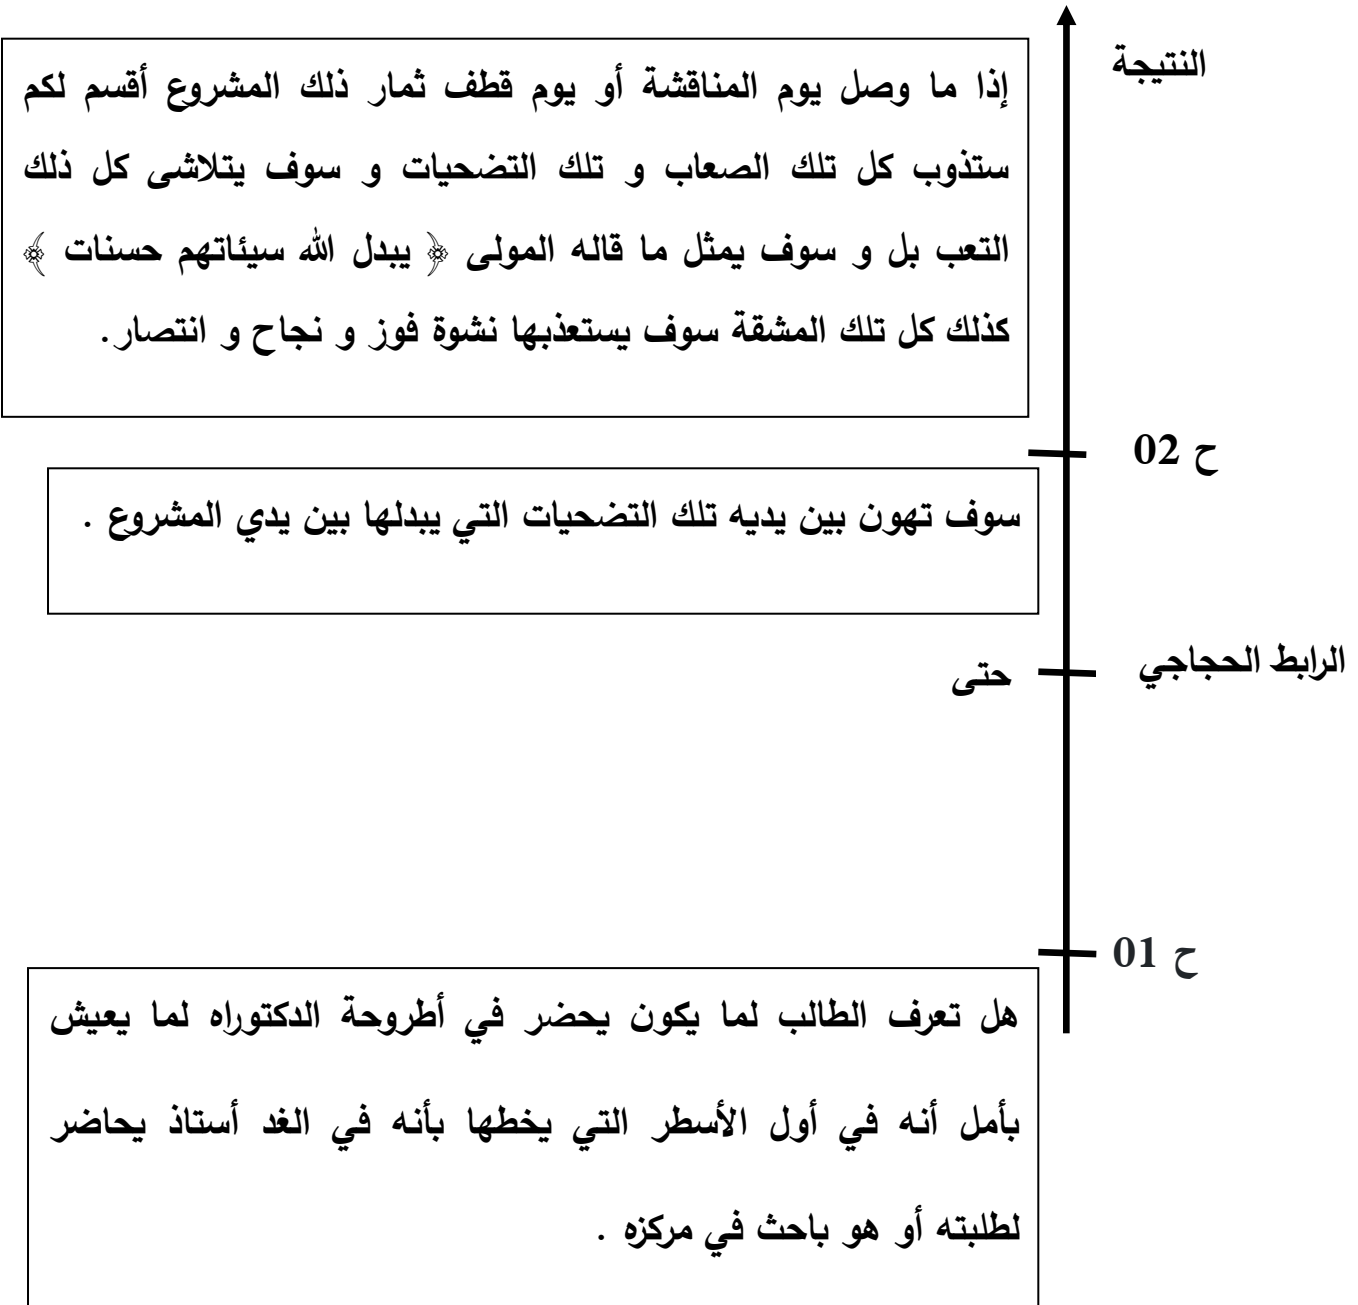 النتيجة
إذا ما وصل يوم المناقشة أو يوم قطف ثمار ذلك المشروع أقسم لكم
ستذوب كل تلك الصعاب و تلك التضحيات و سوف يتلاشى كل ذلك
التعب بل و سوف يمثل ما قاله المولى ﴿ يبدل الله سيئاتهم حسنات ﴾
كذلك كل تلك المشقة سوف يستعذبها نشوة فوز و نجاح و انتصار.
ح 02
سوف تهون بين يديه تلك التضحيات التي يبدلها بين يدي المشروع .
الرابط الحجاجي
حتى
ح 01
هل تعرف الطالب لما يكون يحضر في أطروحة الدكتوراه لما يعيش
بأمل أنه في أول الأسطر التي يخطها بأنه في الغد أستاذ يحاضر
لطلبته أو هو باحث في مركزه .